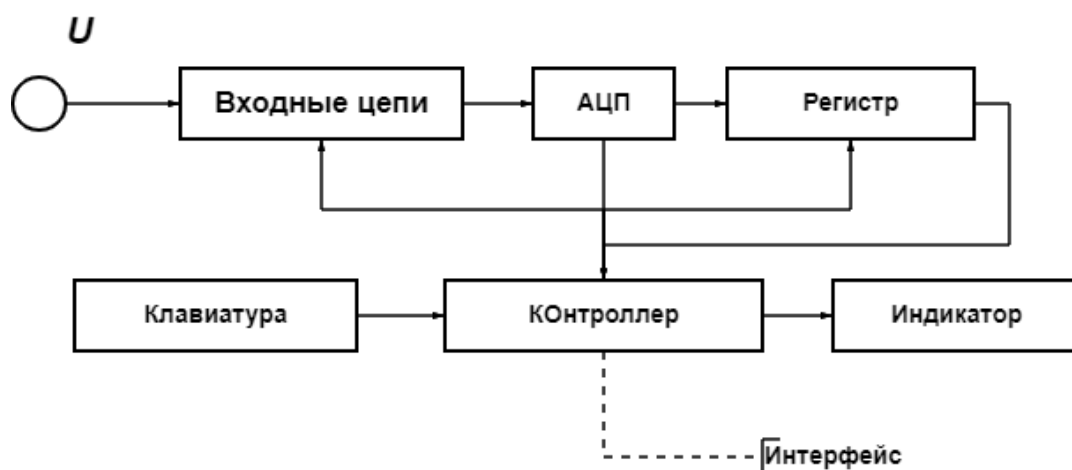 U
Входные цепи
АЦП
Регистр
Клавиатура
КОнтроллер
Индикатор
Интерфейс